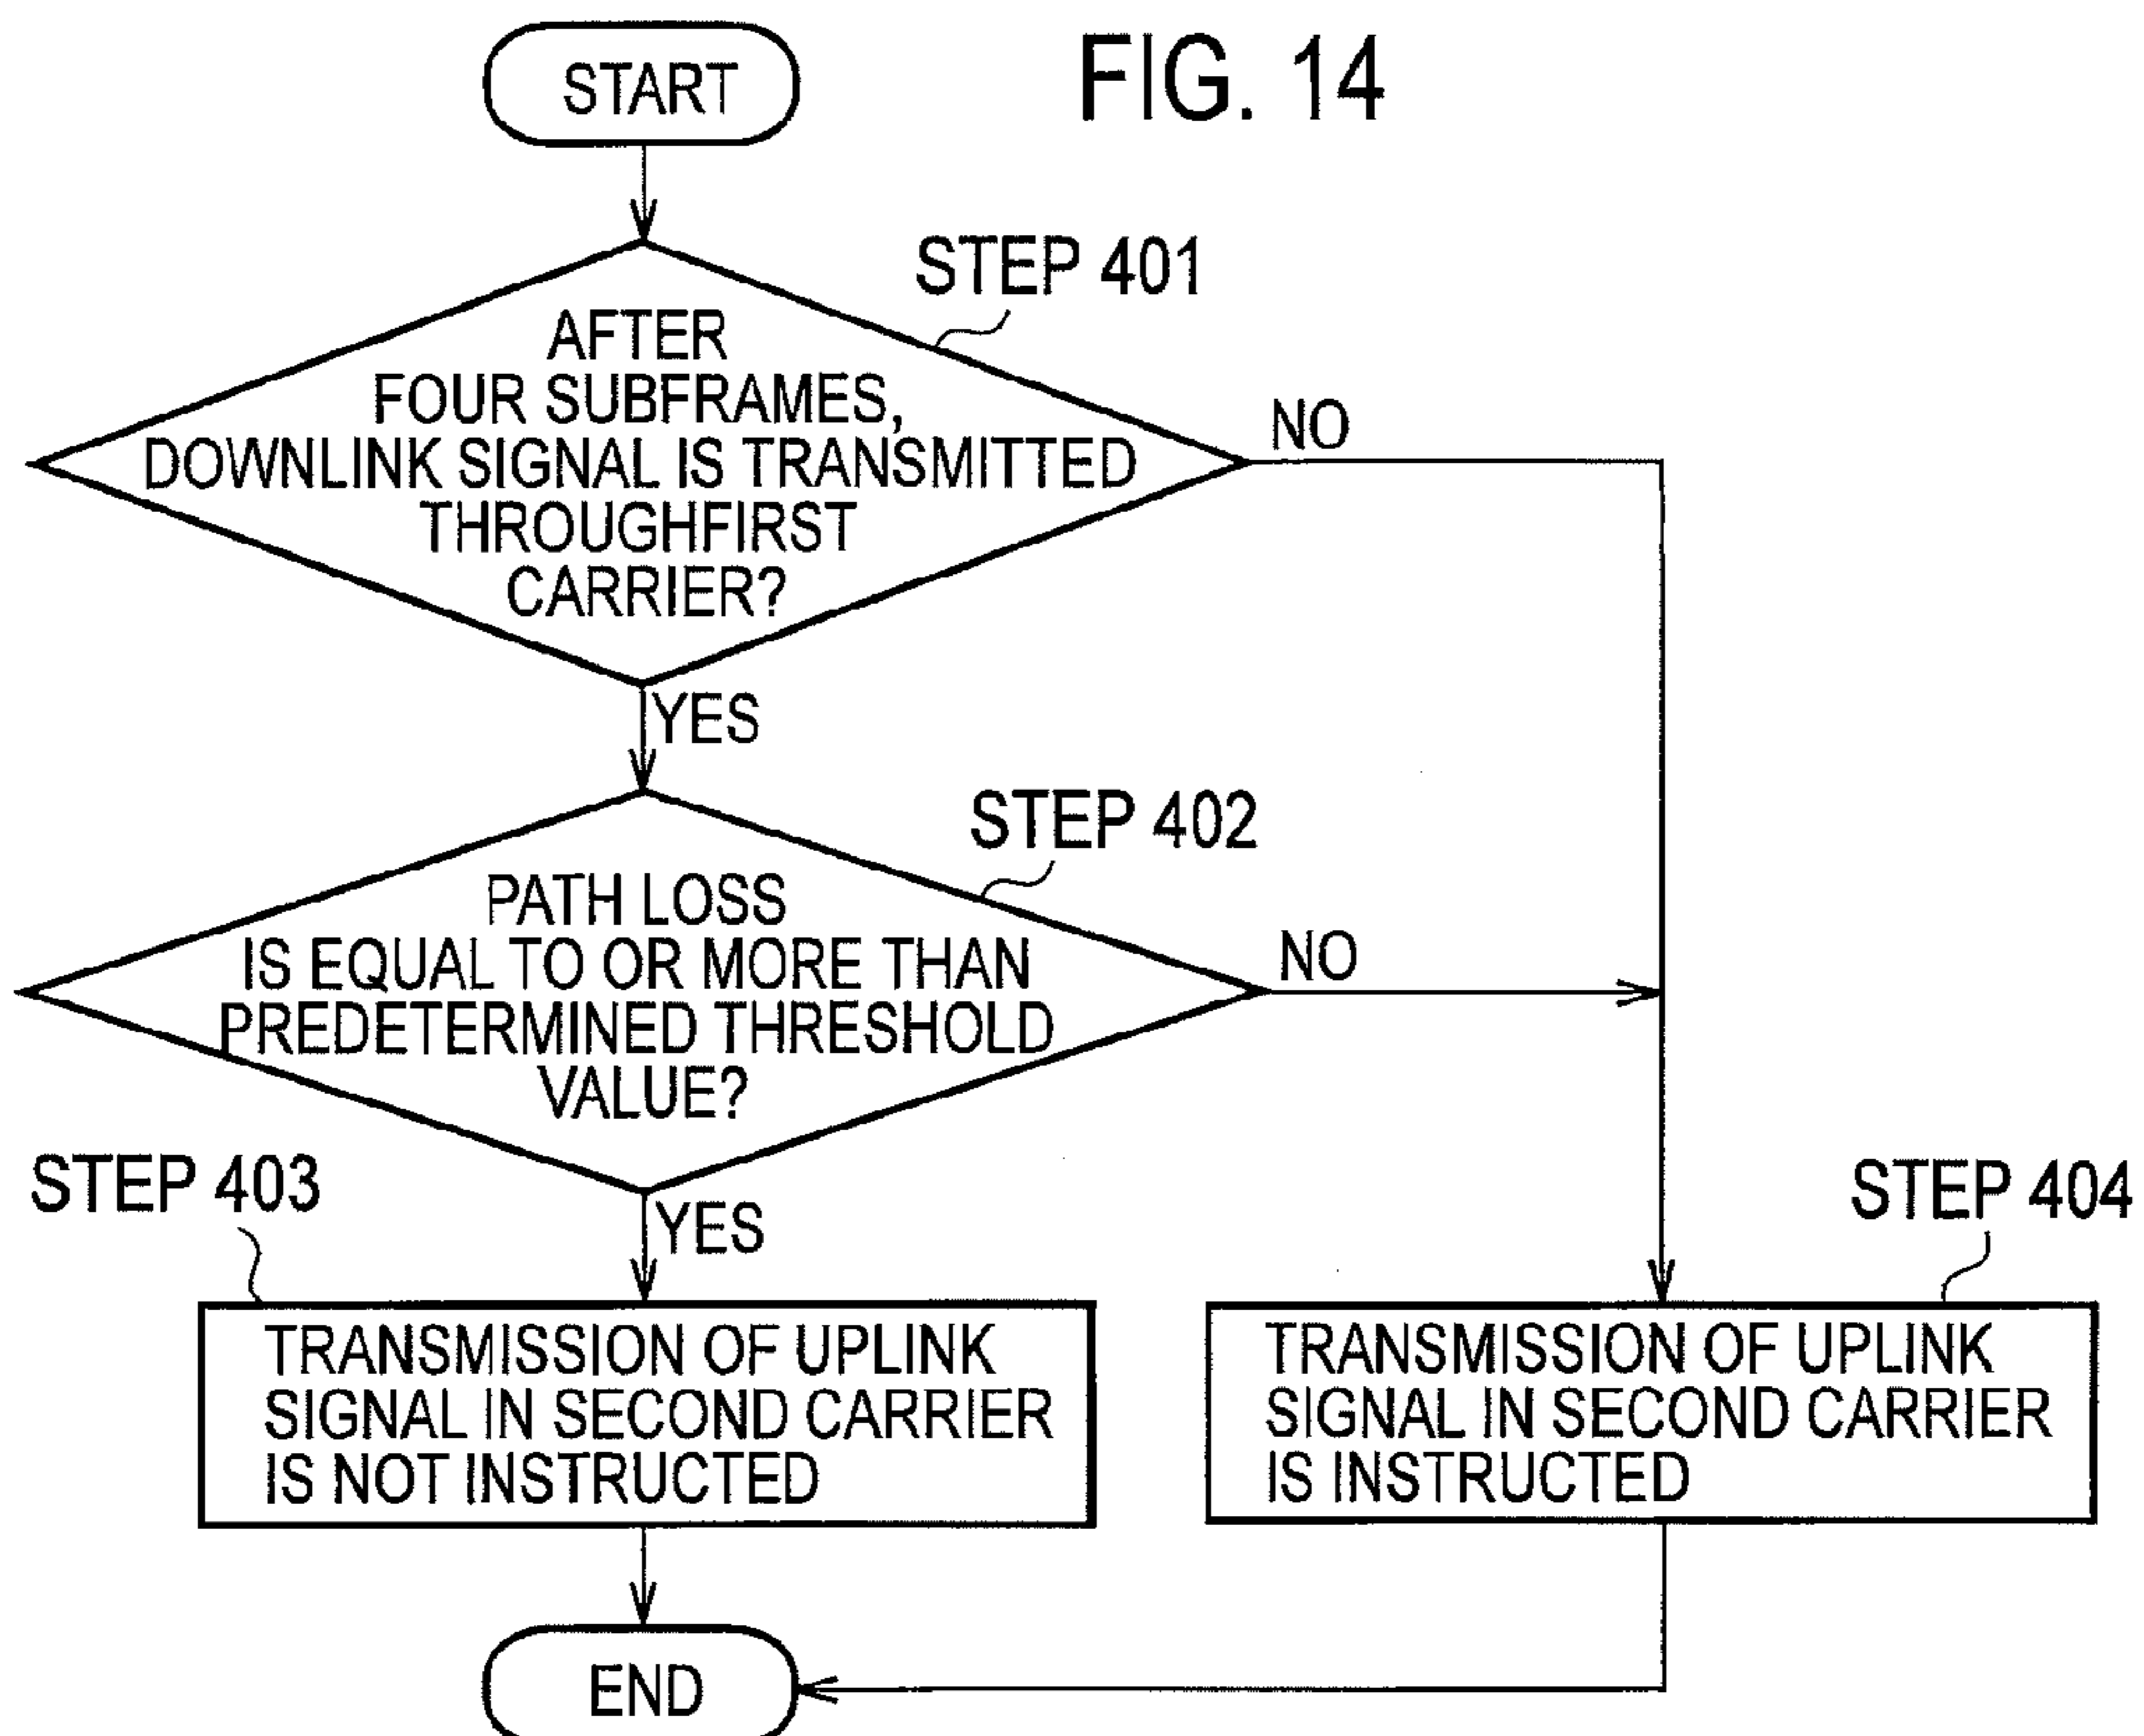 START
FIG. 14
STEP 401
AFTER
FOUR SUBFRAMES,
DOWNLINK SIGNAL IS TRANSMITTED
THROUGHFIRST
CARRIER?
NO
YES
STEP 402
PATH LOSS
IS EQUAL TO OR MORE THAN
PREDETERMINED THRESHOLD
VALUE?
NO
YES
STEP 403
TRANSMISSION OF UPLINK
SIGNAL IN SECOND CARRIER
IS NOT INSTRUCTED
STEP 404
TRANSMISSION OF UPLINK
SIGNAL IN SECOND CARRIER
IS INSTRUCTED
END